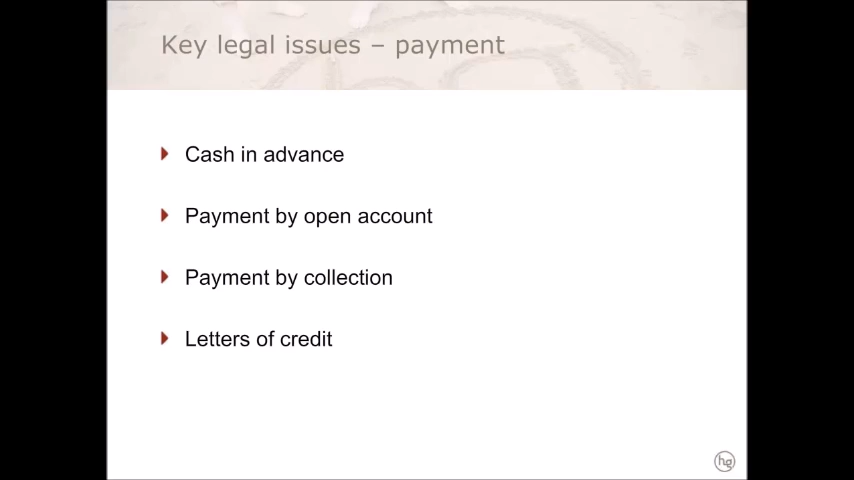 Key legal issues – payment
Cash in advance
Payment by open account
Payment by collection
Letters of credit
hg